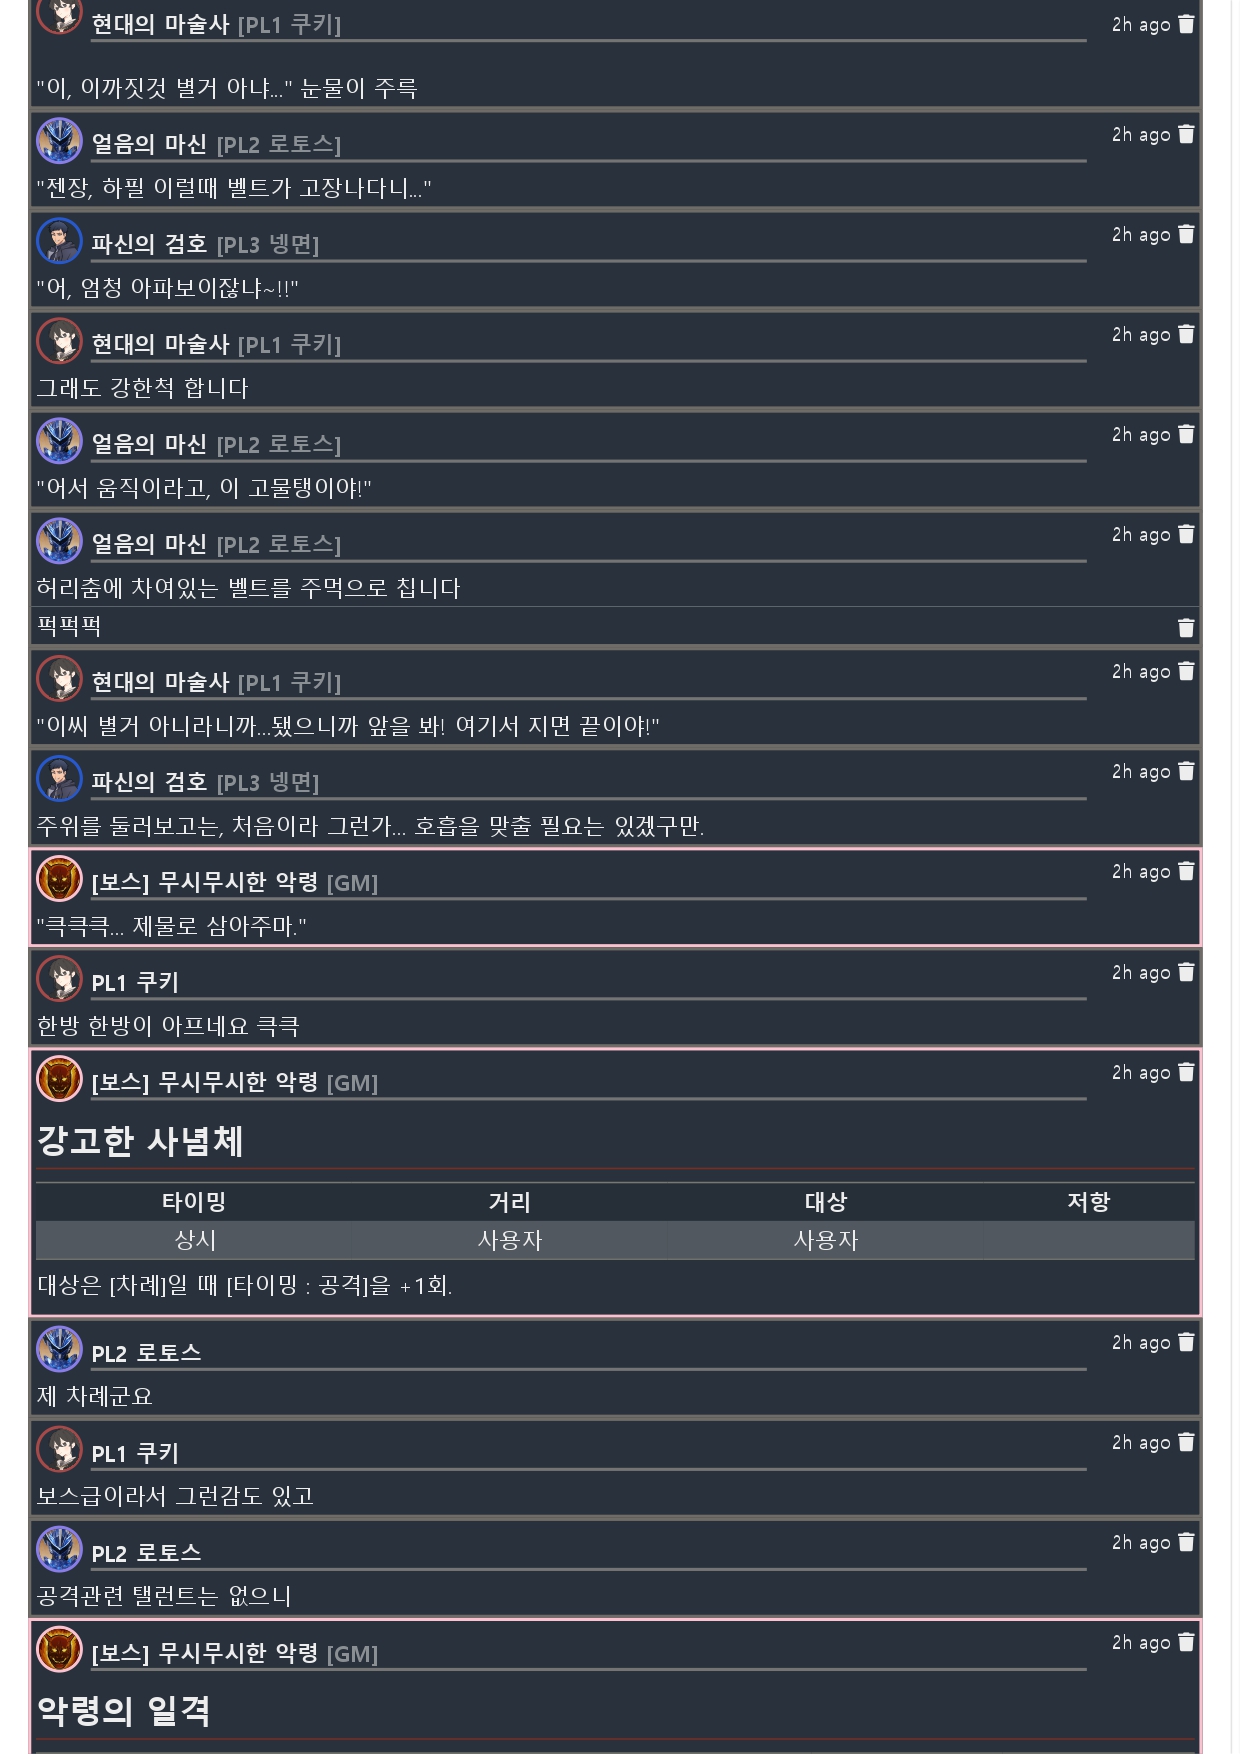 현대의 마술사 [PL1 쿠키] 2h ago
"이, 이까짓것 별거 아냐..." 눈물이 주륵
얼음의 마신 [PL2 로토스] 2h ago
"젠장, 하필 이럴때 벨트가 고장나다니..."
파신의 검호 [PL3 넹면] 2h ago
"어, 엄청 아파보이잖냐~!!"
현대의 마술사 [PL1 쿠키] 2h ago
그래도 강한척 합니다
얼음의 마신 [PL2 로토스] 2h ago
"어서 움직이라고, 이 고물탱이야!"
얼음의 마신 [PL2 로토스] 2h ago
허리춤에 차여있는 벨트를 주먹으로 칩니다
퍽퍽퍽
현대의 마술사 [PL1 쿠키] 2h ago
"이씨 별거 아니라니까...됐으니까 앞을 봐! 여기서 지면 끝이야!"
파신의 검호 [PL3 넹면] 2h ago
주위를 둘러보고는, 처음이라 그런가... 호흡을 맞출 필요는 있겠구만.
[보스] 무시무시한 악령 [GM] 2h ago
"큭큭큭... 제물로 삼아주마."
PL1 쿠키 2h ago
한방 한방이 아프네요 큭큭
[보스] 무시무시한 악령 [GM] 2h ago
강고한 사념체
타이밍 거리 대상 저항
상시 사용자 사용자
대상은 [차례]일 때 [타이밍 : 공격]을 +1회.
PL2 로토스 2h ago
제 차례군요
PL1 쿠키 2h ago
보스급이라서 그런감도 있고
PL2 로토스 2h ago
공격관련 탤런트는 없으니
[보스] 무시무시한 악령 [GM] 2h ago
악령의 일격